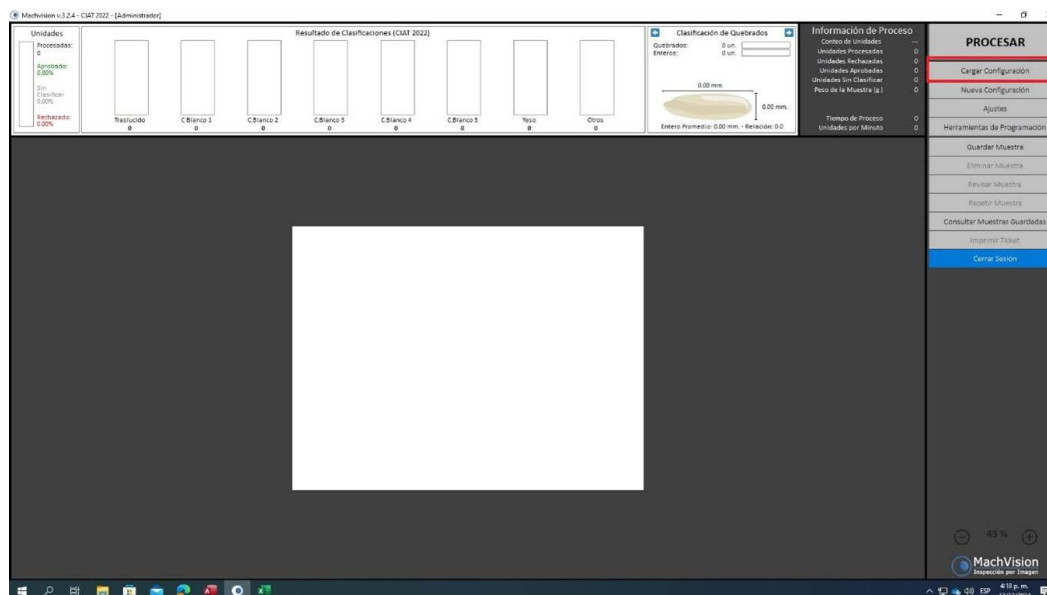 Machvision v.3.2.4 - CIAT 2022 - [Administrador]
Unidades
Procesadas:
0
Aprobado:
0.00%
Sin
Clasificar
0.00%
Rechazado:
0.00%
Resultado de Clasificaciones (CIAT 2022)
Traslucido
0
C.Blanco 1
0
C.Blanco 2
0
C.Blanco 3
0
C.Blanco 4
0
C.Blanco 5
0
Yeso
0
Otros
0
Clasificación de Quebrados
Quebrados: 0 un.
Enteros: 0 un.
0.00 mm.
0.00 mm.
Entero Promedio: 0.00 mm. - Relación: 0.0
Información de Proceso
Conteo de Unidades ---
Unidades Procesadas 0
Unidades Rechazadas 0
Unidades Aprobadas 0
Unidades Sin Clasificar 0
Peso de la Muestra (g.) 0
Tiempo de Proceso 0
Unidades por Minuto 0
PROCESAR
Cargar Configuración
Nueva Configuración
Ajustes
Herramientas de Programación
Guardar Muestra
Eliminar Muestra
Revisar Muestra
Repetir Muestra
Consultar Muestras Guardadas
Imprimir Ticket
Cerrar Sesión
45 %
MachVision
Inspección por Imagen
ESP
4:18 p. m.